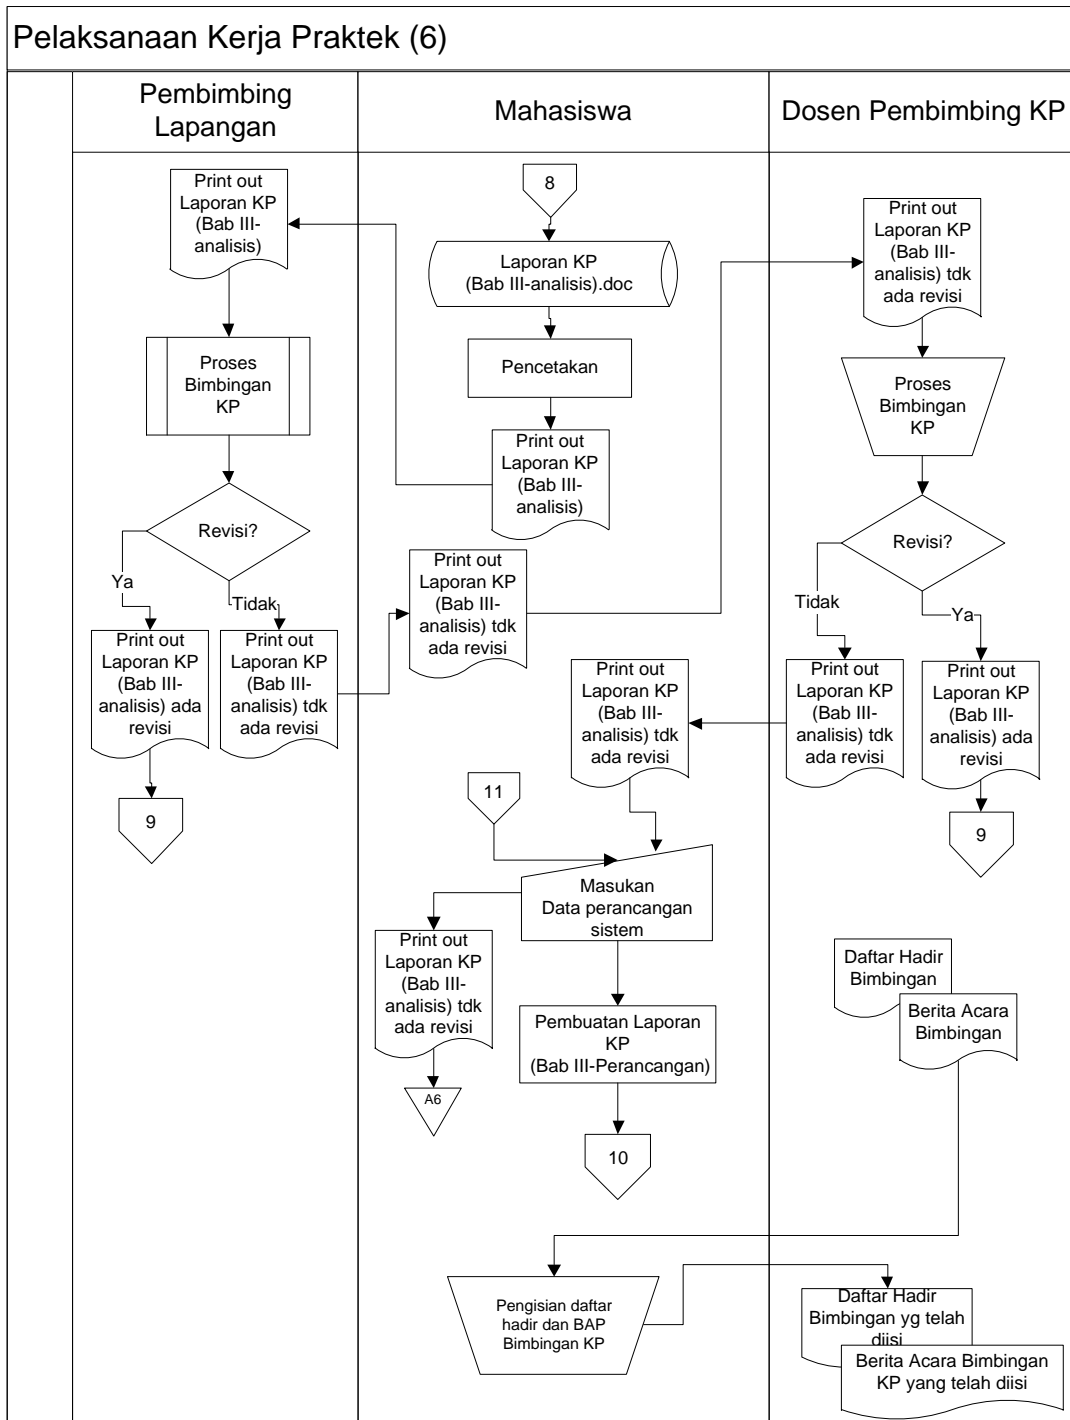 Pelaksanaan Kerja Praktek (6)
Pembimbing
Lapangan
Mahasiswa
Dosen Pembimbing KP
Print out
Laporan KP
(Bab III-
analisis)
Proses
Bimbingan
KP
Revisi?
Ya
Tidak
Print out
Laporan KP
(Bab III-
analisis) ada
revisi
Print out
Laporan KP
(Bab III-
analisis) tdk
ada revisi
9
8
Laporan KP
(Bab III-analisis).doc
Pencetakan
Print out
Laporan KP
(Bab III-
analisis)
Print out
Laporan KP
(Bab III-
analisis) tdk
ada revisi
Print out
Laporan KP
(Bab III-
analisis) tdk
ada revisi
11
Masukan
Data perancangan
sistem
Print out
Laporan KP
(Bab III-
analisis) tdk
ada revisi
A6
Pembuatan Laporan
KP
(Bab III-Perancangan)
10
Pengisian daftar
hadir dan BAP
Bimbingan KP
Print out
Laporan KP
(Bab III-
analisis) tdk
ada revisi
Proses
Bimbingan
KP
Revisi?
Tidak
Ya
Print out
Laporan KP
(Bab III-
analisis) tdk
ada revisi
Print out
Laporan KP
(Bab III-
analisis) ada
revisi
9
Daftar Hadir
Bimbingan
Berita Acara
Bimbingan
Daftar Hadir
Bimbingan yg telah
diisi
Berita Acara Bimbingan
KP yang telah diisi